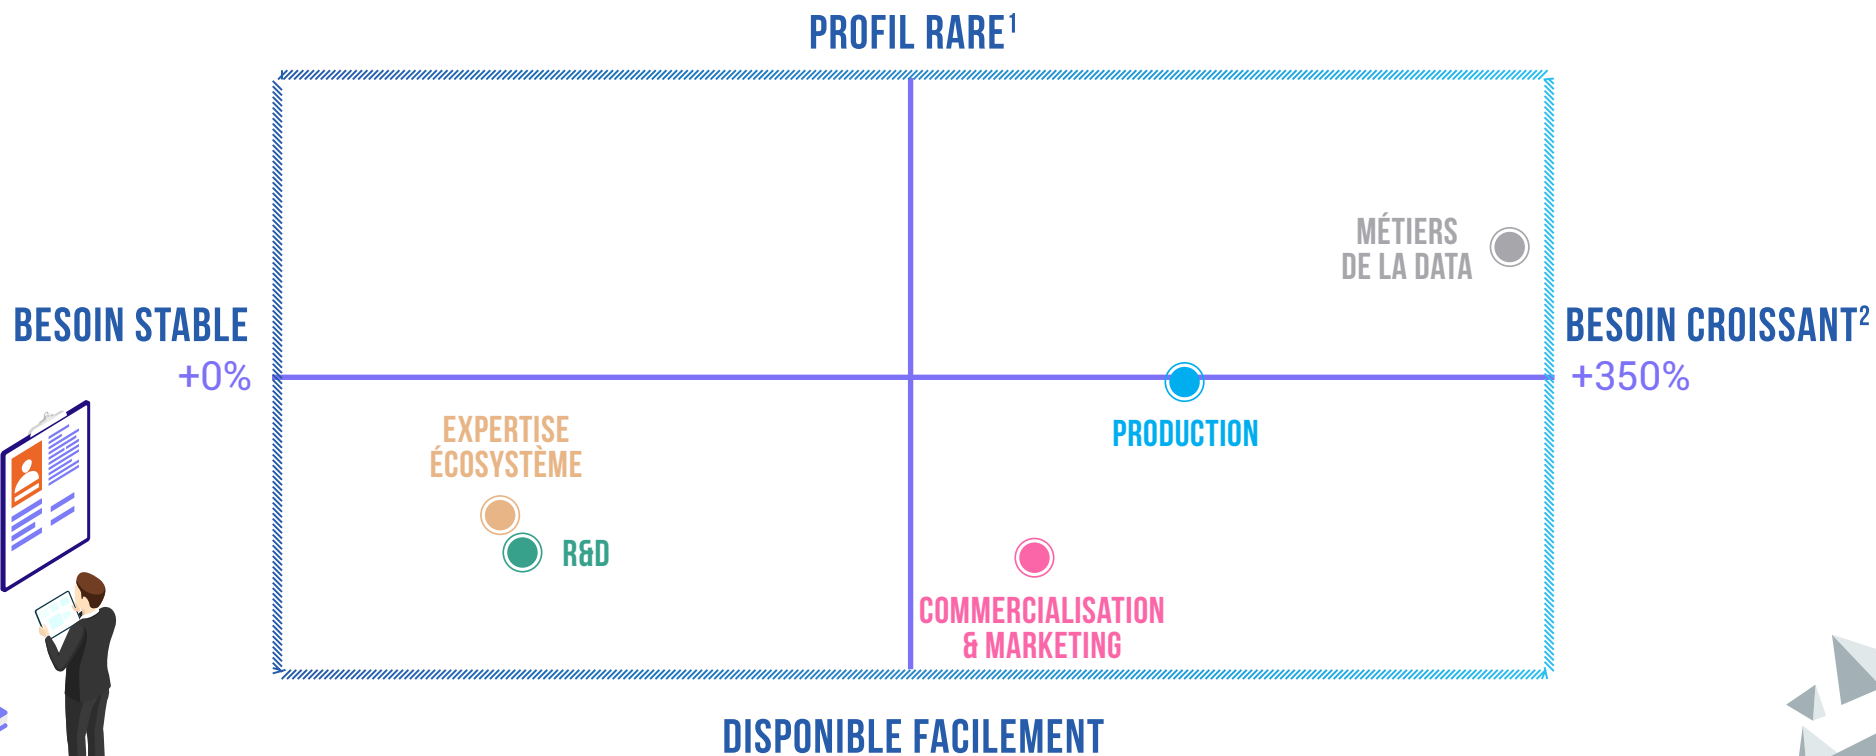 PROFIL RARE¹
MÉTIERS
DE LA DATA
BESOIN STABLE
+0%
BESOIN CROISSANT²
+350%
EXPERTISE
ÉCOSYSTÈME
PRODUCTION
R&D
COMMERCIALISATION
& MARKETING
DISPONIBLE FACILEMENT